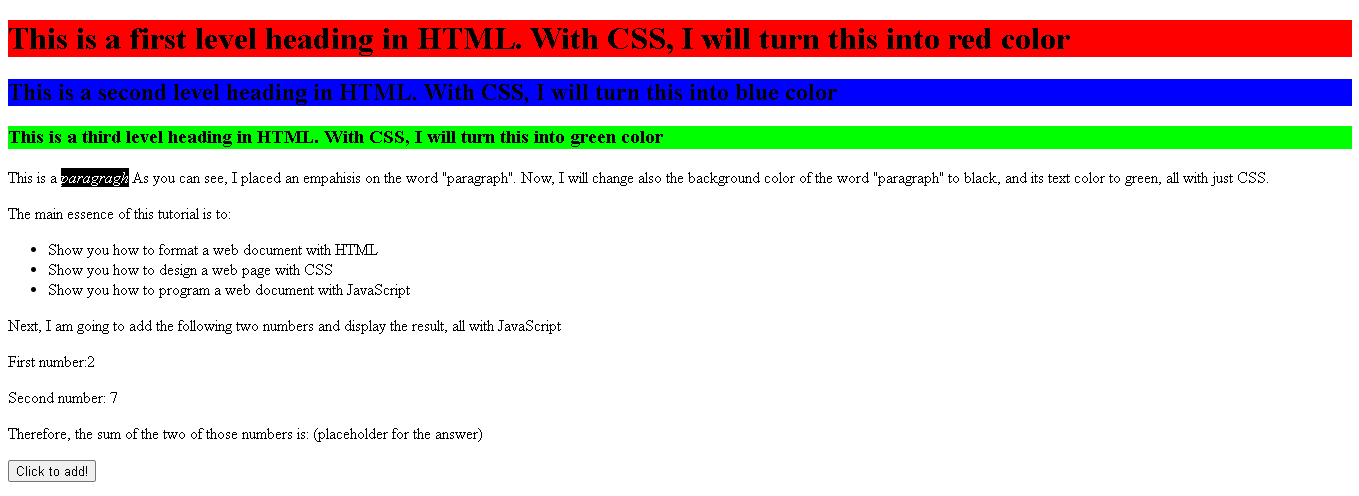 This is a first level heading in HTML. With CSS, I will turn this into red color
This is a second level heading in HTML. With CSS, I will turn this into blue color
This is a third level heading in HTML. With CSS, I will turn this into green color
This is a paragragh As you can see, I placed an empahisis on the word "paragraph". Now, I will change also the background color of the word "paragraph" to black, and its text color to green, all with just CSS.
The main essence of this tutorial is to:
• Show you how to format a web document with HTML
• Show you how to design a web page with CSS
• Show you how to program a web document with JavaScript
Next, I am going to add the following two numbers and display the result, all with JavaScript
First number:2
Second number: 7
Therefore, the sum of the two of those numbers is: (placeholder for the answer)
Click to add!